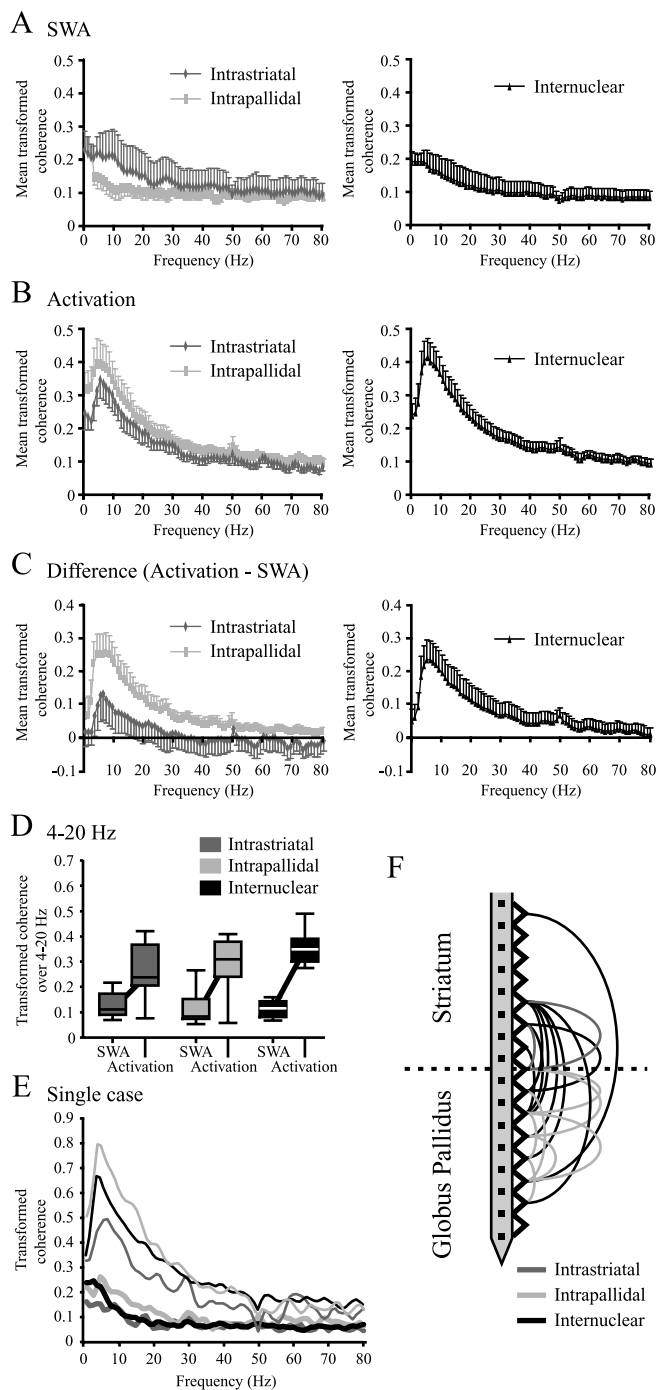 A SWA
0.5
0.4
0.3
0.2
0.1
0
Mean transformed
coherence
Intrastriatal
Intrapallidal
0 10 20 30 40 50 60 70 80
Frequency (Hz)
0.5
0.4
0.3
0.2
0.1
0
Mean transformed
coherence
Internuclear
0 10 20 30 40 50 60 70 80
Frequency (Hz)
B Activation
0.5
0.4
0.3
0.2
0.1
0
Mean transformed
coherence
Intrastriatal
Intrapallidal
0 10 20 30 40 50 60 70 80
Frequency (Hz)
0.5
0.4
0.3
0.2
0.1
0
Mean transformed
coherence
Internuclear
0 10 20 30 40 50 60 70 80
Frequency (Hz)
C Difference (Activation - SWA)
0.4
0.3
0.2
0.1
0
-0.1
Mean transformed
coherence
Intrastriatal
Intrapallidal
10 20 30 40 50 60 70 80
Frequency (Hz)
0.4
0.3
0.2
0.1
0
-0.1
Mean transformed
coherence
Internuclear
10 20 30 40 50 60 70 80
Frequency (Hz)
D 4-20 Hz
Intrastriatal
Intrapallidal
Internuclear
0.7
0.6
0.5
0.4
0.3
0.2
0.1
0
Transformed coherence
over 4-20 Hz
SWA SWA SWA
Activation Activation Activation
E Single case
0.9
0.8
0.7
0.6
0.5
0.4
0.3
0.2
0.1
0
Transformed
coherence
0 10 20 30 40 50 60 70 80
Frequency (Hz)
F
Striatum
Globus Pallidus
Intrastriatal
Intrapallidal
Internuclear